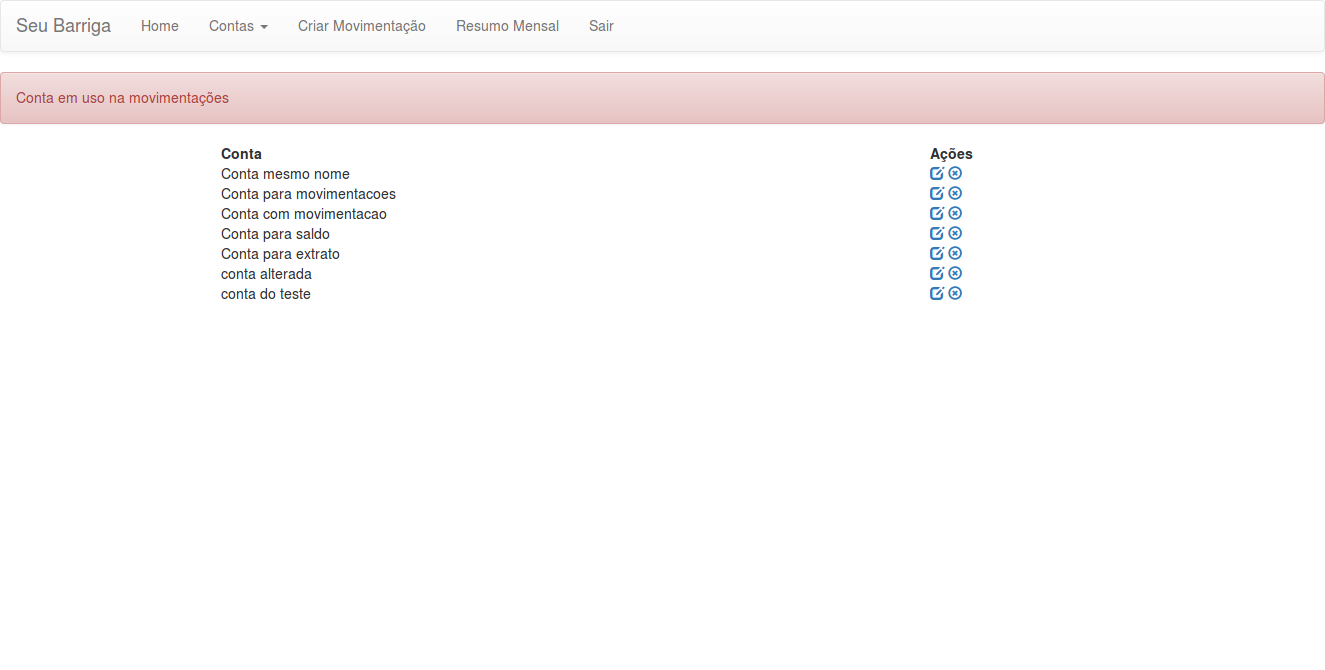 Seu Barriga Home Contas Criar Movimentação Resumo Mensal Sair
Conta em uso na movimentações
Conta Ações
Conta mesmo nome
Conta para movimentacoes
Conta com movimentacao
Conta para saldo
Conta para extrato
conta alterada
conta do teste